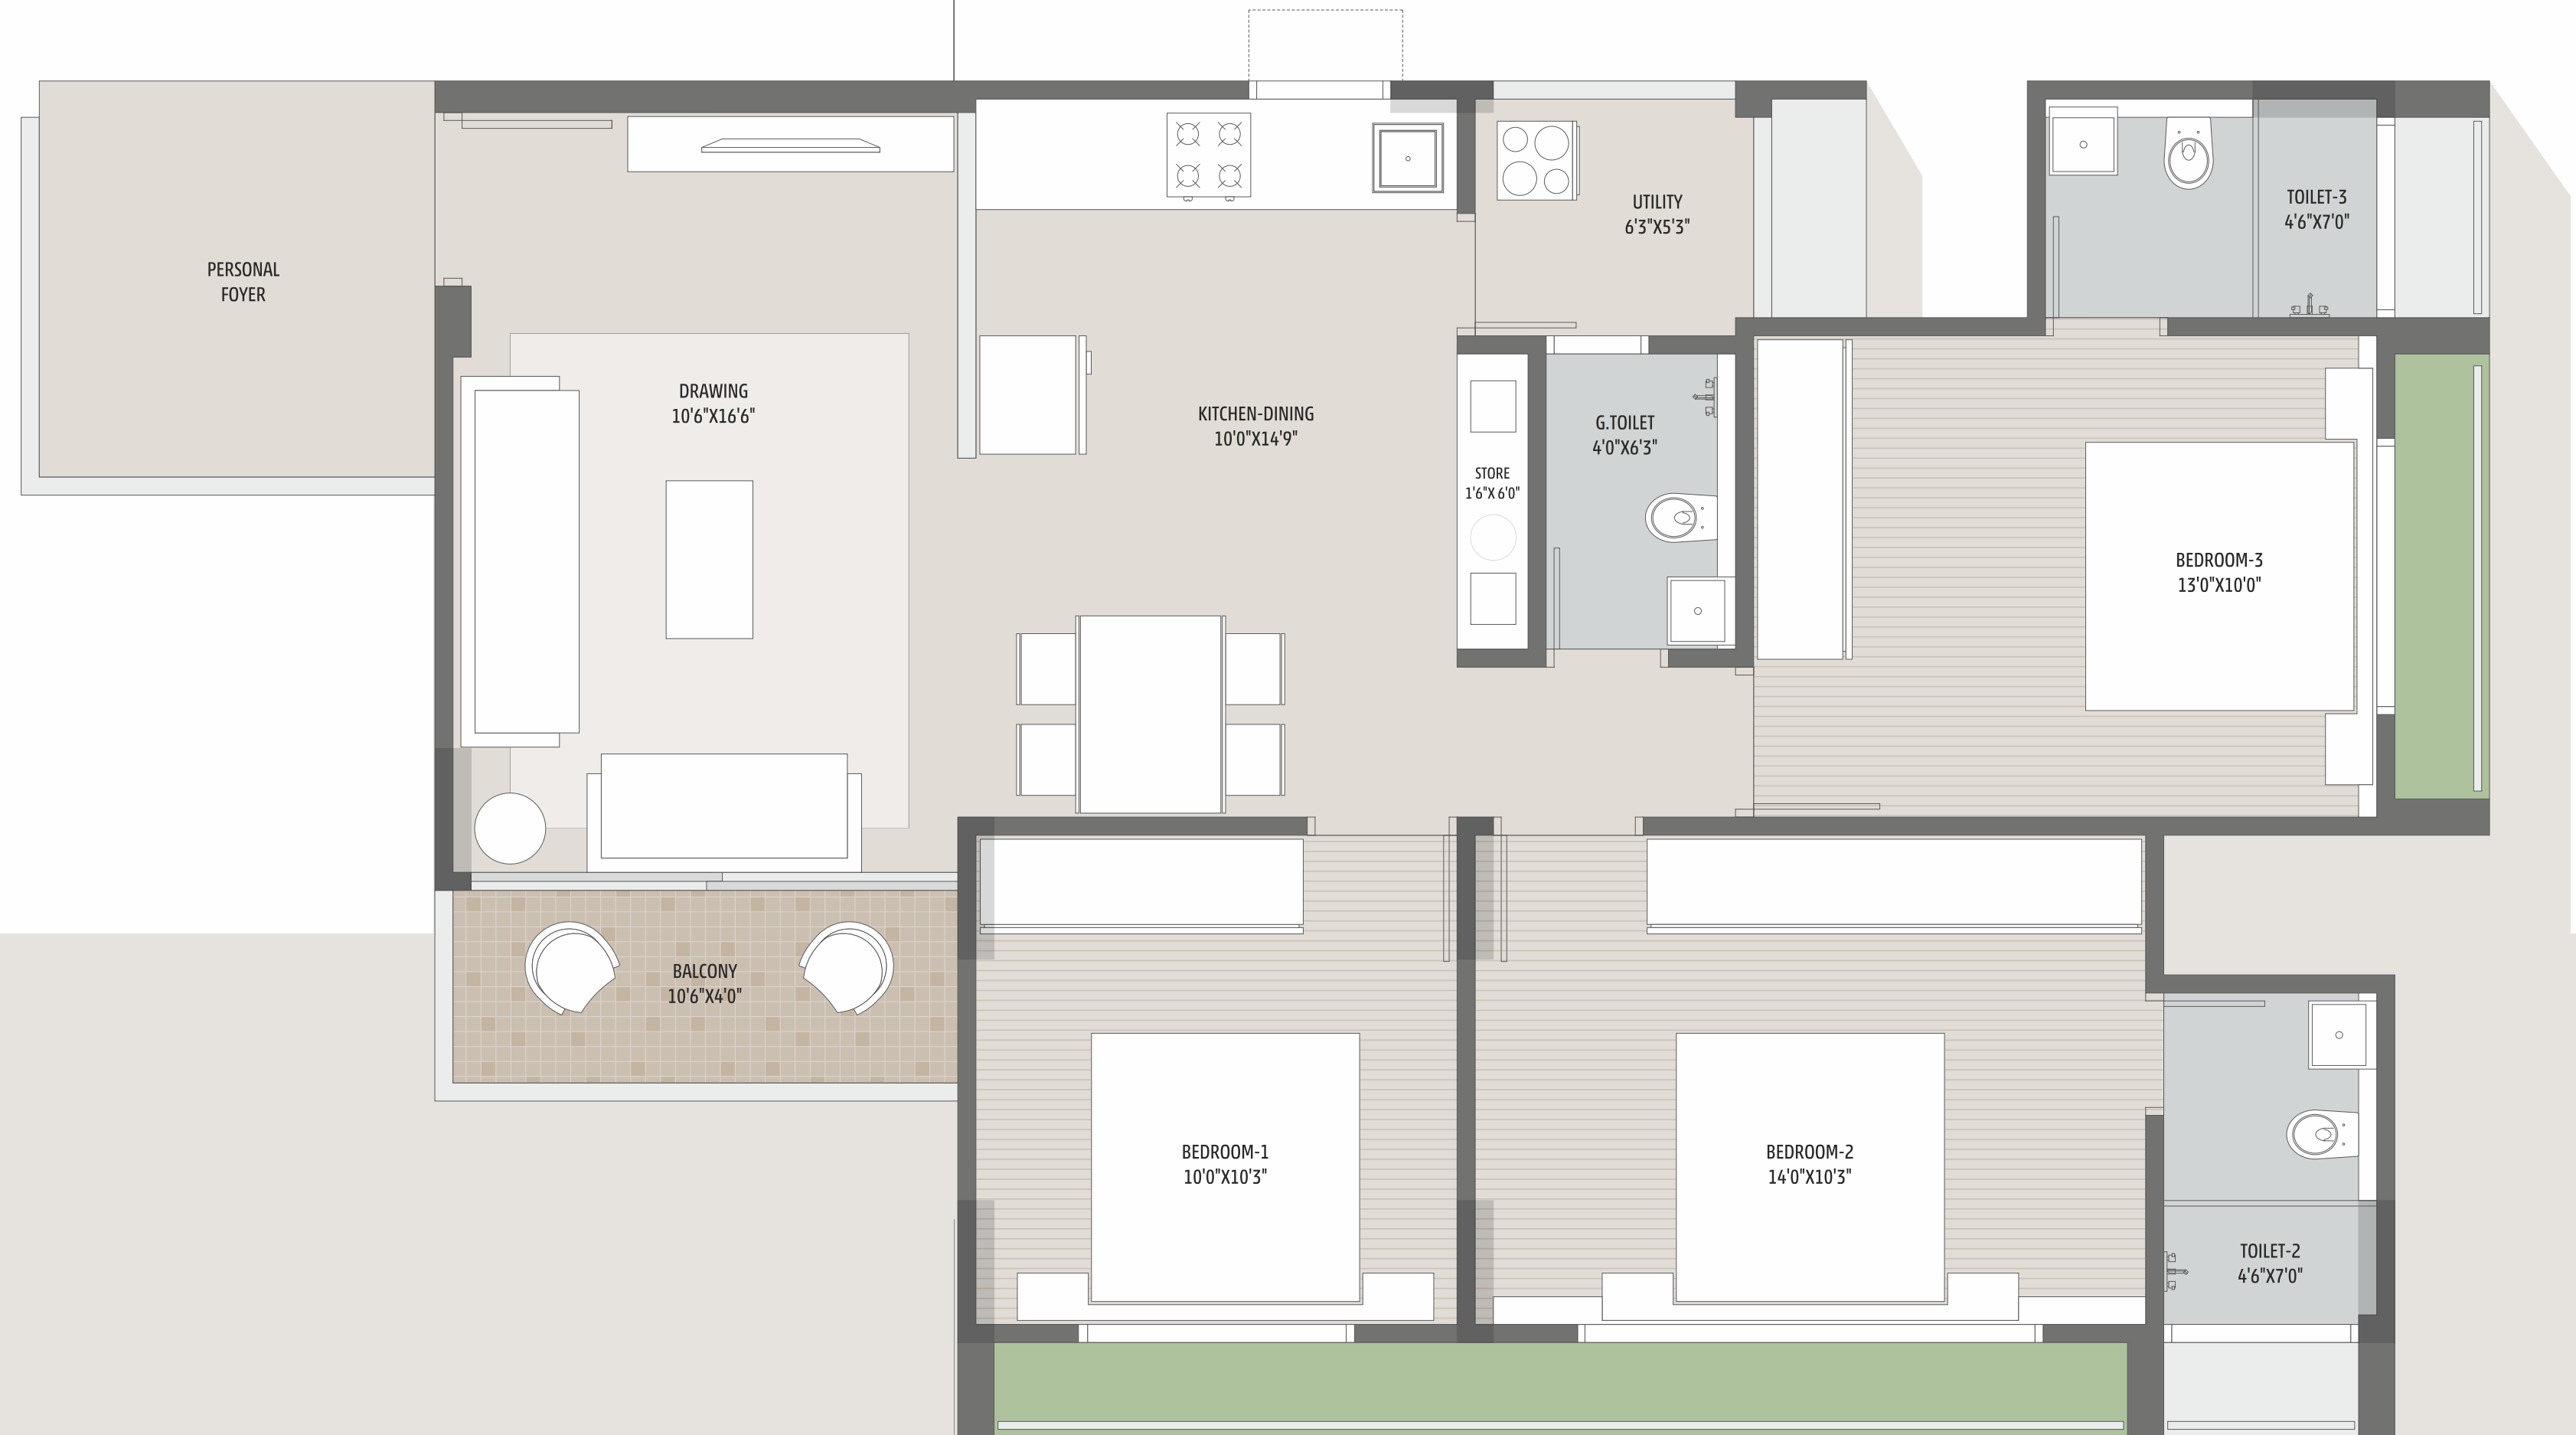 PERSONAL
FOYER
DRAWING
10'6"X16'6"
KITCHEN-DINING
10'0"X14'9"
UTILITY
6'3"X5'3"
STORE
1'6"X 6'0"
G.TOILET
4'0"X6'3"
TOILET-3
4'6"X7'0"
BEDROOM-3
13'0"X10'0"
BALCONY
10'6"X4'0"
BEDROOM-1
10'0"X10'3"
BEDROOM-2
14'0"X10'3"
TOILET-2
4'6"X7'0"